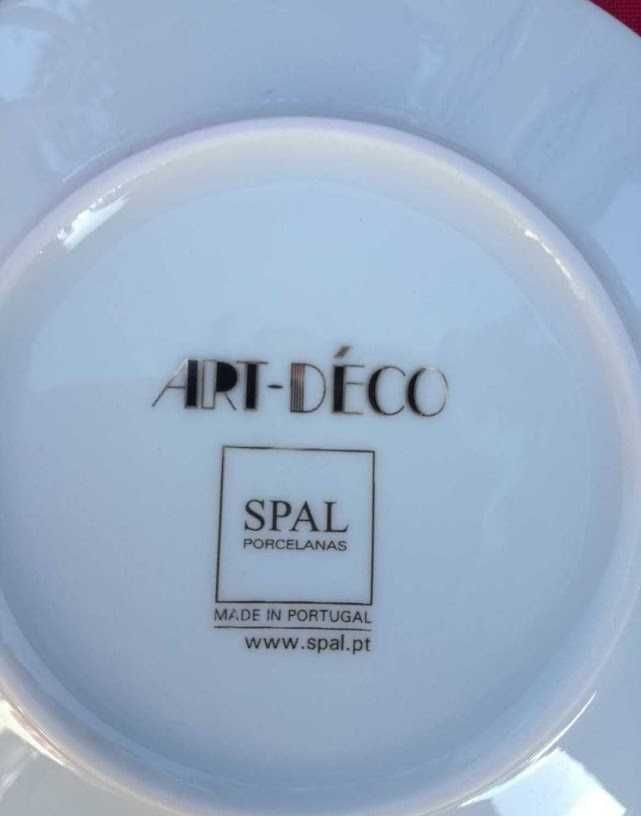 ART-DÉCO
SPAL
PORCELANAS
MADE IN PORTUGAL
www.spal.pt